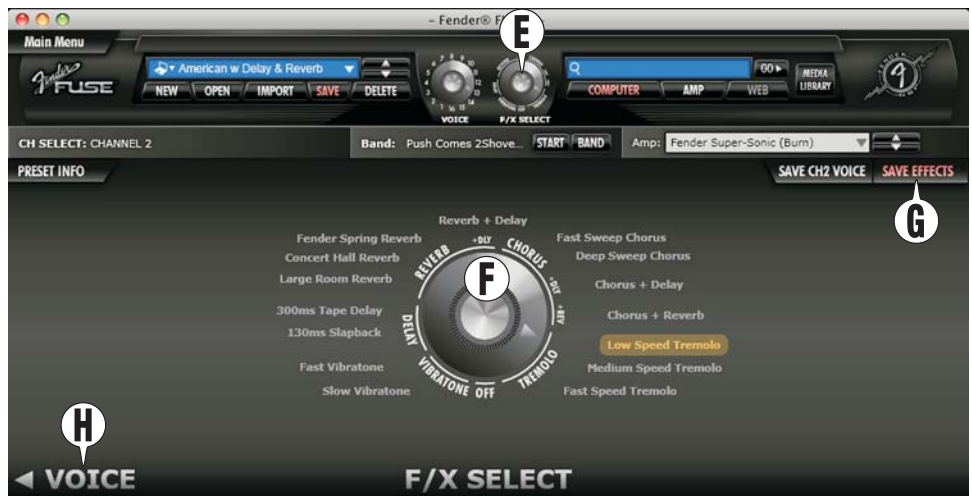 – Fender® F
E
Main Menu
Fender FUSE
American w Delay & Reverb
NEW OPEN IMPORT SAVE DELETE
VOICE
F/X SELECT
GO
COMPUTER AMP WEB
MEDIA LIBRARY
CH SELECT: CHANNEL 2
Band: Push Comes 2Shove... START BAND
Amp: Fender Super-Sonic (Burn)
PRESET INFO
SAVE CH2 VOICE SAVE EFFECTS
G
Reverb + Delay
Fender Spring Reverb
Fast Sweep Chorus
Concert Hall Reverb
Deep Sweep Chorus
Large Room Reverb
Chorus + Delay
300ms Tape Delay
Chorus + Reverb
130ms Slapback
Low Speed Tremolo
Fast Vibratone
Medium Speed Tremolo
Slow Vibratone
Fast Speed Tremolo
REVERB +DLY CHORUS +DLY +REV TREMOLO OFF VIBRATONE DELAY
F
H
VOICE
F/X SELECT